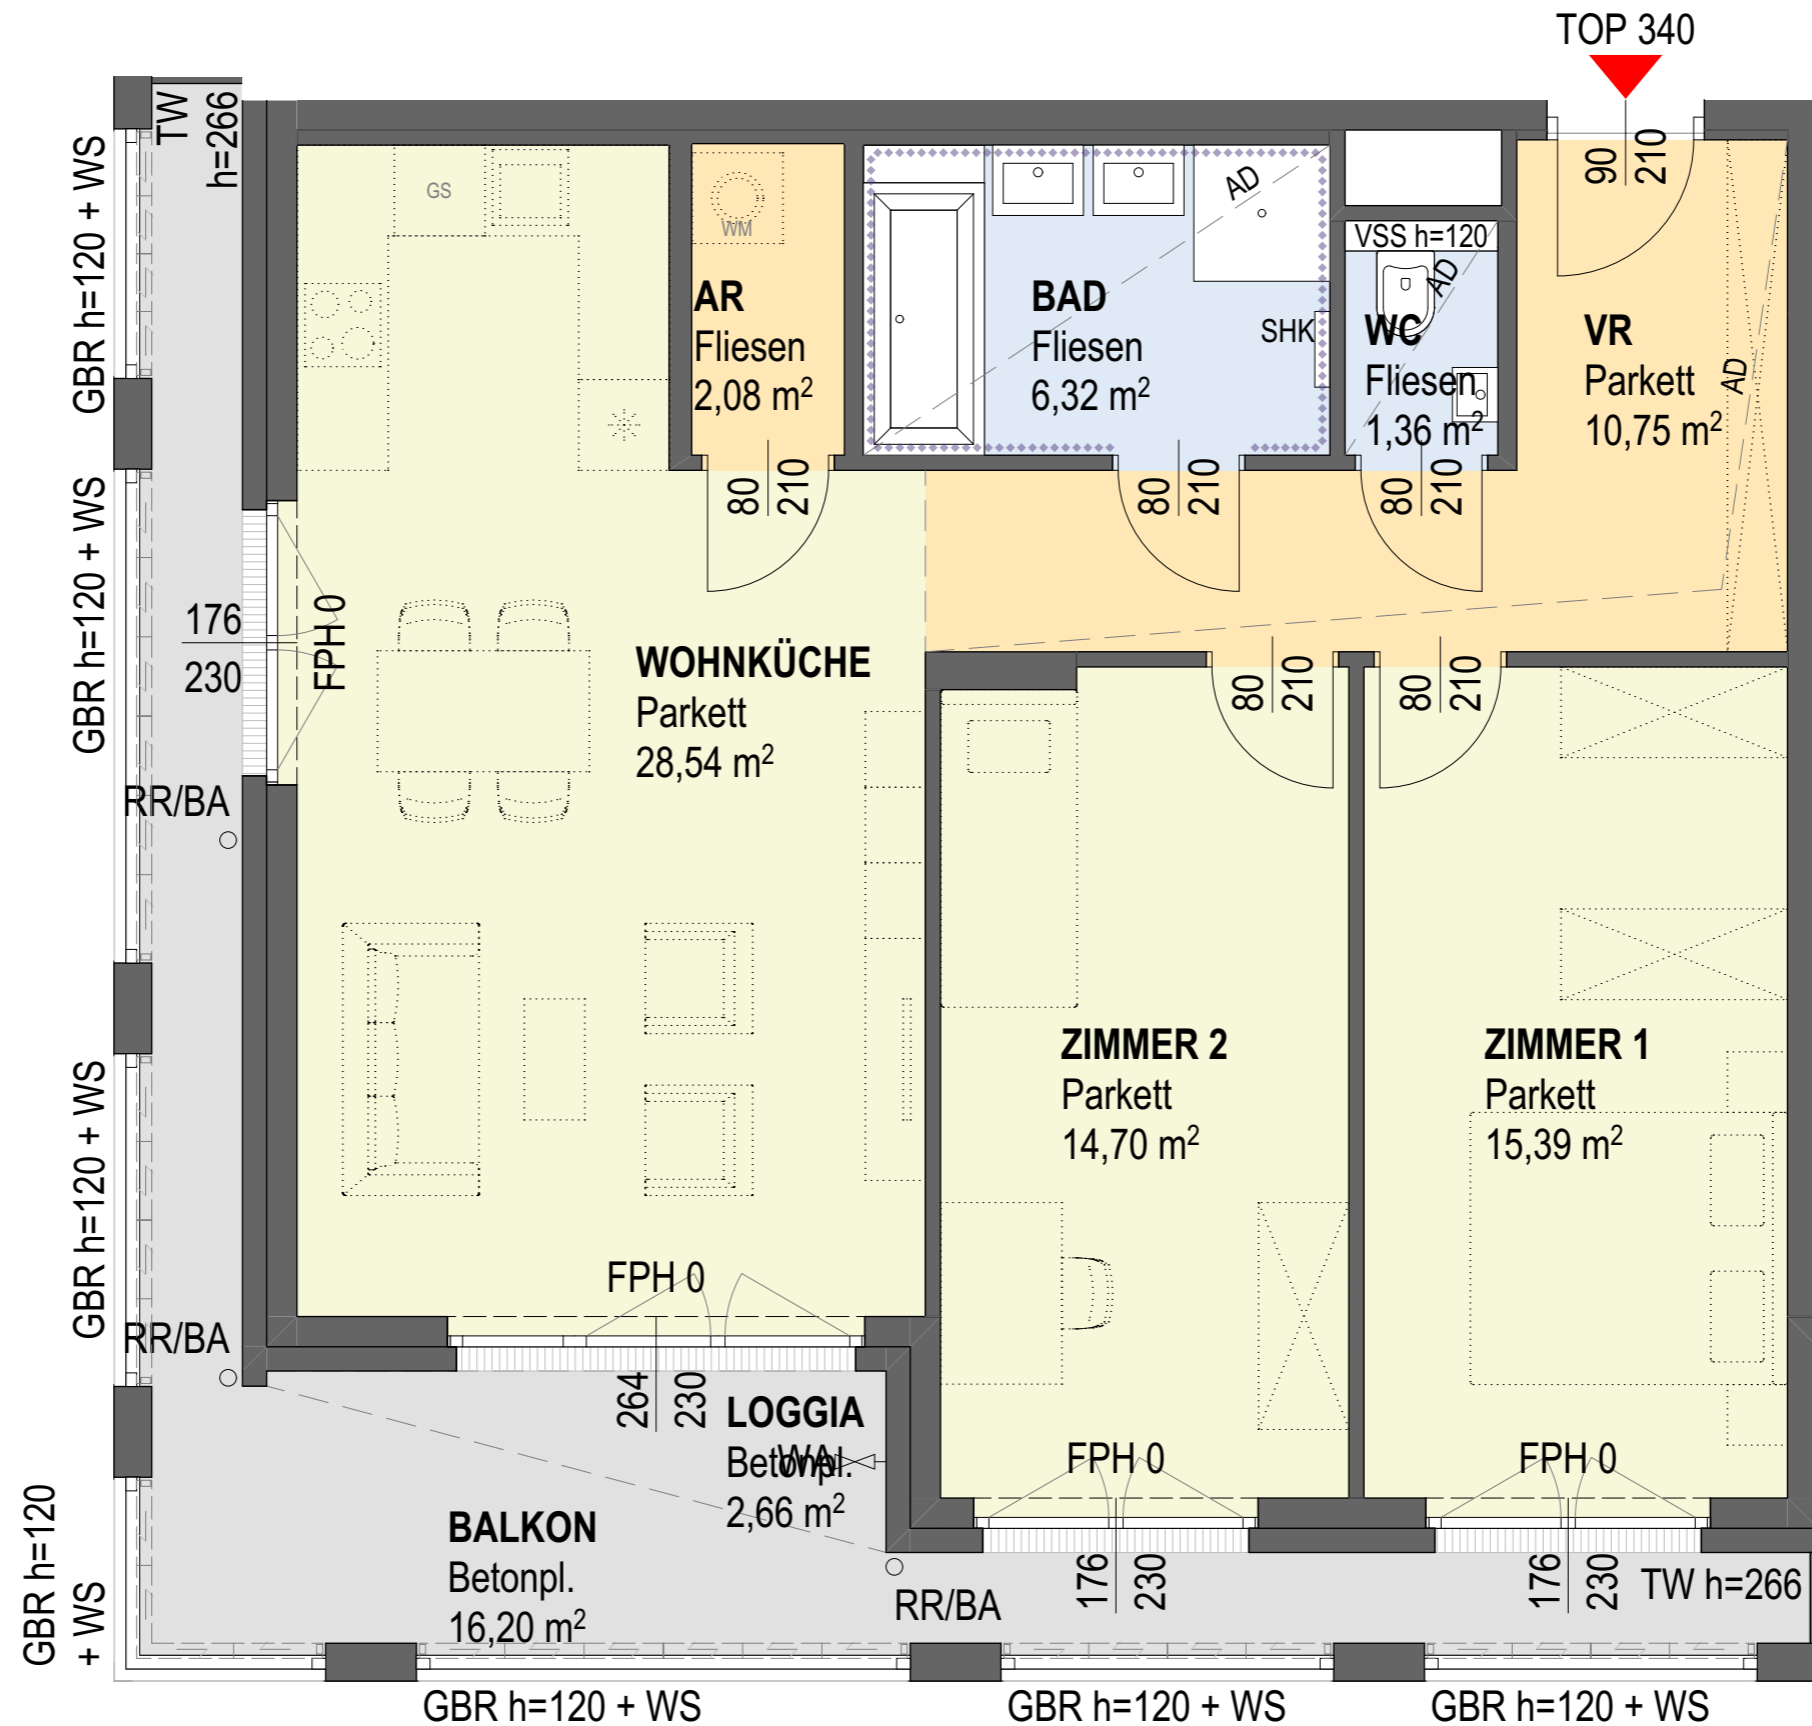 TOP 340
TW
h=266
90
210
GS
WM
AD
VSS h=120
AD
AR
Fliesen
2,08 m²
BAD
Fliesen
6,32 m²
SHK
WC
Fliesen
1,36 m²
VR
Parkett
10,75 m²
AD
GBR h=120 + WS
80
210
80
210
80
210
GBR h=120 + WS
176
230
FPH 0
WOHNKÜCHE
Parkett
28,54 m²
80
210
80
210
RR/BA
ZIMMER 2
Parkett
14,70 m²
ZIMMER 1
Parkett
15,39 m²
GBR h=120 + WS
FPH 0
RR/BA
264
230
LOGGIA
Betonpl.
WA
2,66 m²
FPH 0
FPH 0
BALKON
Betonpl.
16,20 m²
RR/BA
176
230
176
230
TW h=266
GBR h=120
+ WS
GBR h=120 + WS
GBR h=120 + WS
GBR h=120 + WS